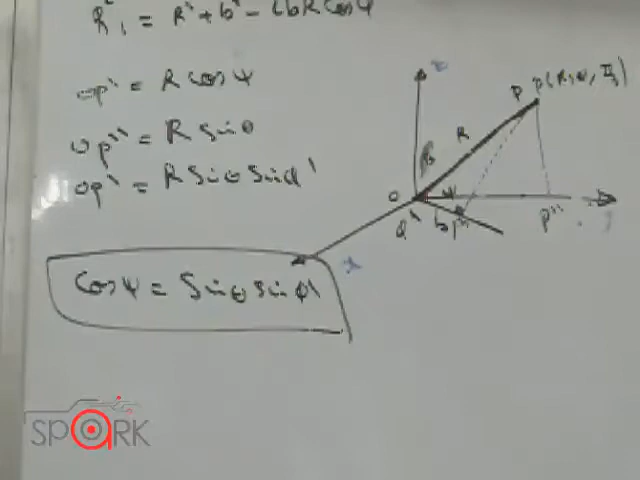 R₁² = R² + b² - 2bR cos ψ
op' = R cos ψ
op'' = R sin θ
op' = R sin θ sin φ'
cos ψ = sin θ sin φ'
z
P
R
θ
ψ
O
b
p''
x
SPARK